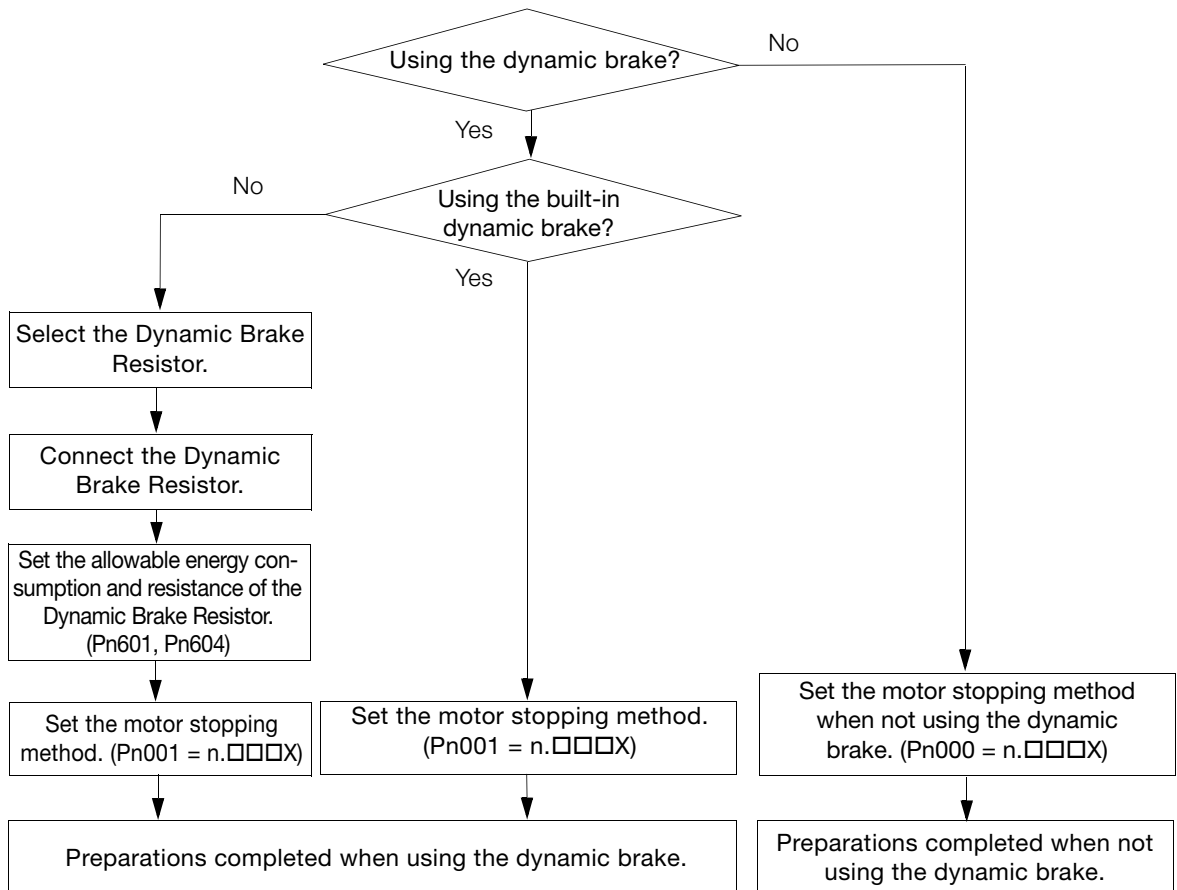 Using the dynamic brake?
No
Yes
Using the built-in
dynamic brake?
No
Yes
Select the Dynamic Brake
Resistor.
Connect the Dynamic
Brake Resistor.
Set the allowable energy con-
sumption and resistance of the
Dynamic Brake Resistor.
(Pn601, Pn604)
Set the motor stopping
method. (Pn001 = n.□□□X)
Set the motor stopping method.
(Pn001 = n.□□□X)
Set the motor stopping method
when not using the dynamic
brake. (Pn000 = n.□□□X)
Preparations completed when using the dynamic brake.
Preparations completed when not
using the dynamic brake.